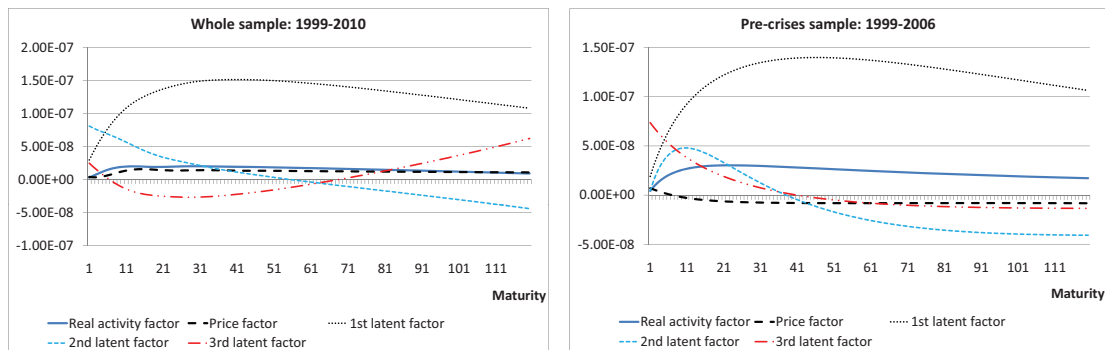 Whole sample: 1999-2010
2.00E-07
1.50E-07
1.00E-07
5.00E-08
0.00E+00
-5.00E-08
-1.00E-07
1 11 21 31 41 51 61 71 81 91 101 111
Maturity
Real activity factor Price factor 1st latent factor
2nd latent factor 3rd latent factor
Pre-crises sample: 1999-2006
1.50E-07
1.00E-07
5.00E-08
0.00E+00
-5.00E-08
1 11 21 31 41 51 61 71 81 91 101 111
Maturity
Real activity factor Price factor 1st latent factor
2nd latent factor 3rd latent factor